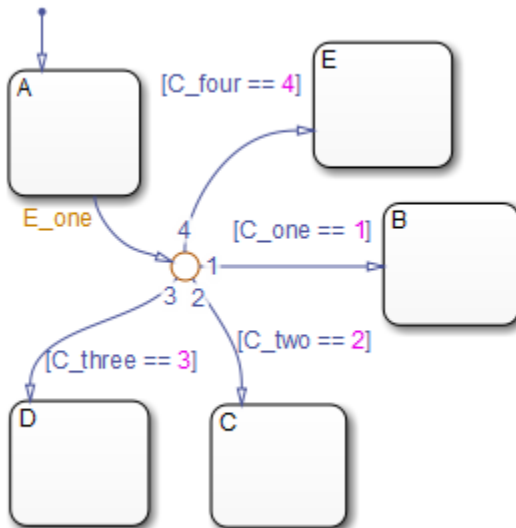 E
[C_four == 4]
A
E_one
4
[C_one == 1]
B
1
3
2
[C_two == 2]
[C_three == 3]
D
C